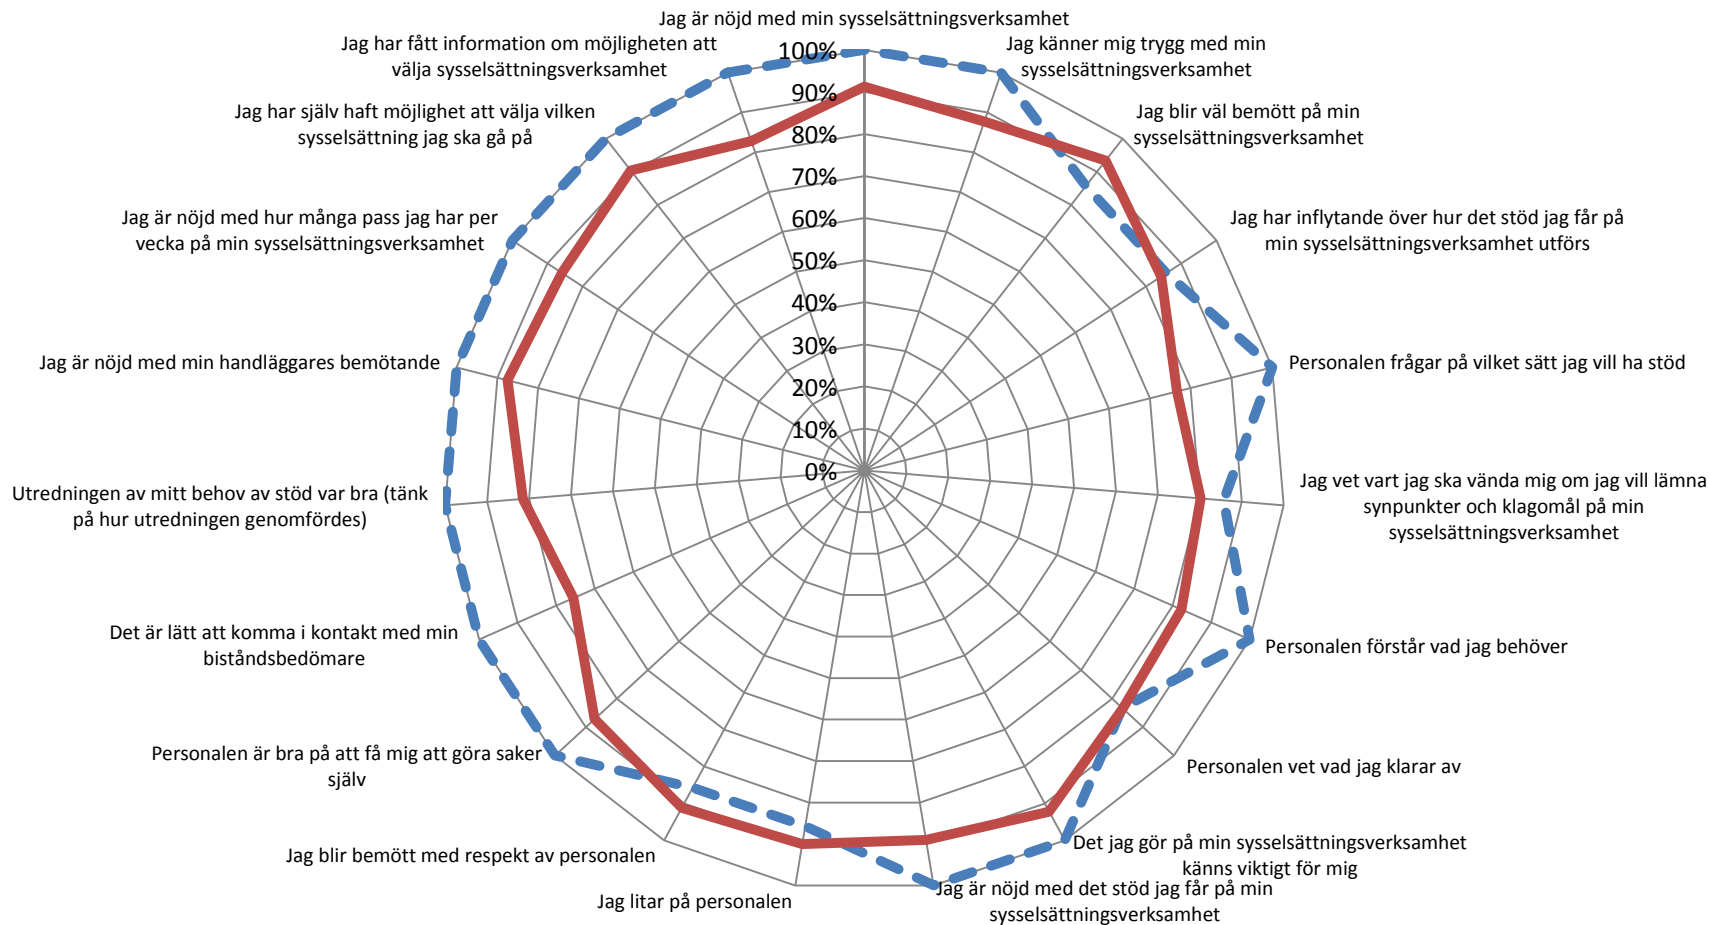 Jag är nöjd med min sysselsättningsverksamhet
Jag känner mig trygg med min
sysselsättningsverksamhet
Jag blir väl bemött på min
sysselsättningsverksamhet
Jag har inflytande över hur det stöd jag får på
min sysselsättningsverksamhet utförs
Personalen frågar på vilket sätt jag vill ha stöd
Jag vet vart jag ska vända mig om jag vill lämna
synpunkter och klagomål på min
sysselsättningsverksamhet
Personalen förstår vad jag behöver
Personalen vet vad jag klarar av
Det jag gör på min sysselsättningsverksamhet
känns viktigt för mig
Jag är nöjd med det stöd jag får på min
sysselsättningsverksamhet
Jag litar på personalen
Jag blir bemött med respekt av personalen
Personalen är bra på att få mig att göra saker
själv
Det är lätt att komma i kontakt med min
biståndsbedömare
Utredningen av mitt behov av stöd var bra (tänk
på hur utredningen genomfördes)
Jag är nöjd med min handläggares bemötande
Jag är nöjd med hur många pass jag har per
vecka på min sysselsättningsverksamhet
Jag har själv haft möjlighet att välja vilken
sysselsättning jag ska gå på
Jag har fått information om möjligheten att
välja sysselsättningsverksamhet
100%
90%
80%
70%
60%
50%
40%
30%
20%
10%
0%